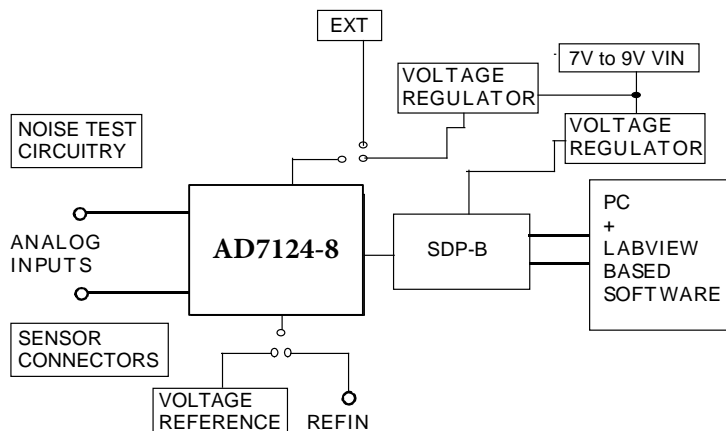 EXT
7V to 9V VIN
VOLTAGE
REGULATOR
VOLTAGE
REGULATOR
NOISE TEST
CIRCUITRY
ANALOG
INPUTS
AD7124-8
SDP-B
PC
+
LABVIEW
BASED
SOFTWARE
SENSOR
CONNECTORS
VOLTAGE
REFERENCE
REFIN